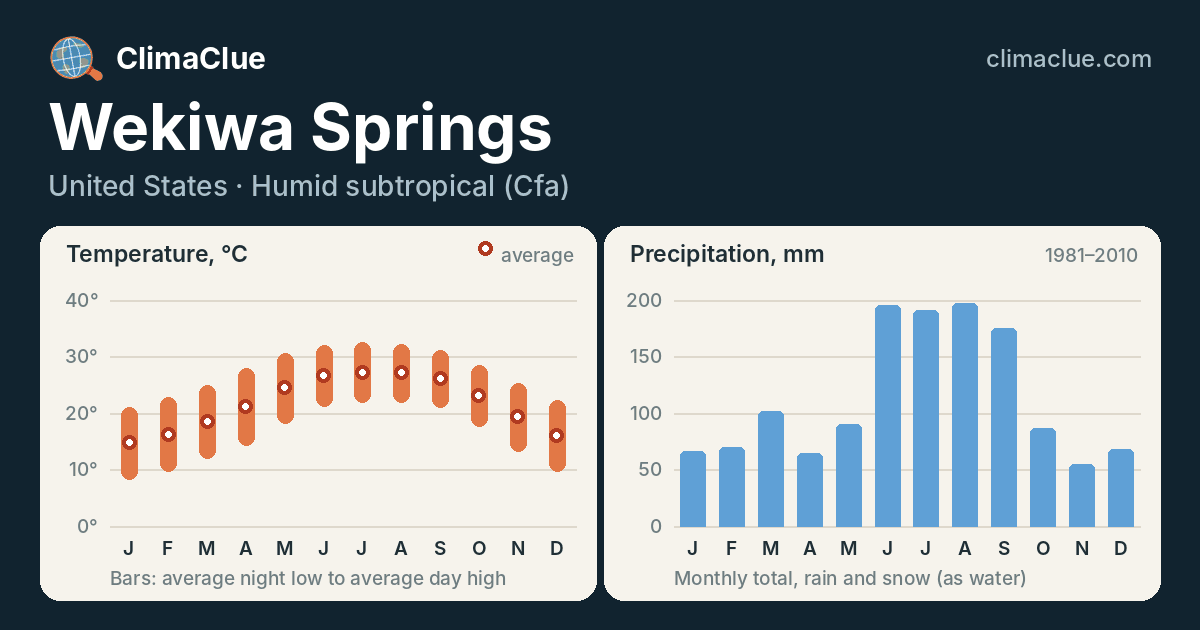 ClimaClue
climaclue.com
Wekiwa Springs
United States · Humid subtropical (Cfa)
Temperature, °C
average
40°
30°
20°
10°
0°
J F M A M J J A S O N D
Bars: average night low to average day high
Precipitation, mm
1981–2010
200
150
100
50
0
J F M A M J J A S O N D
Monthly total, rain and snow (as water)